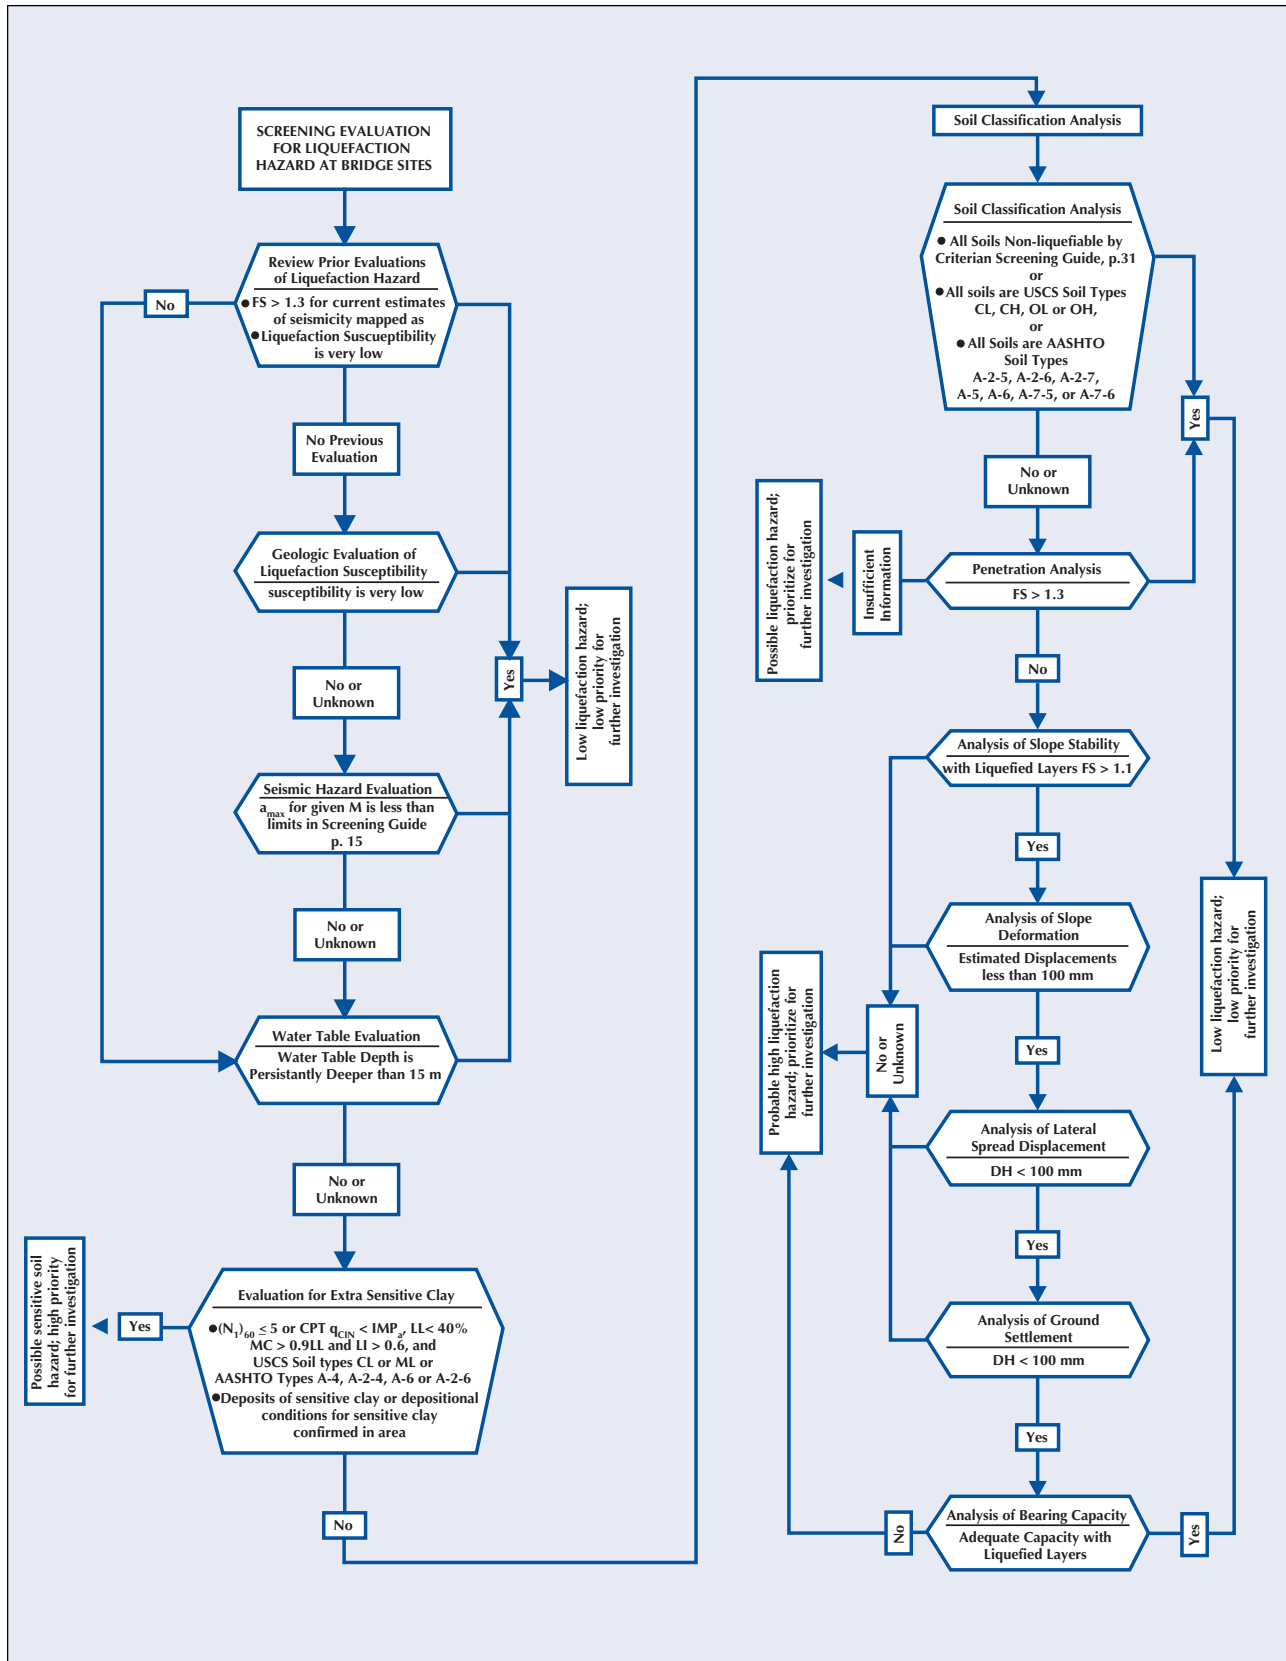 SCREENING EVALUATION
FOR LIQUEFACTION
HAZARD AT BRIDGE SITES
Review Prior Evaluations
of Liquefaction Hazard
● FS > 1.3 for current estimates
of seismicity mapped as
● Liquefaction Suscueptibility
is very low
No
No Previous
Evaluation
Geologic Evaluation of
Liquefaction Susceptibility
susceptibility is very low
No or
Unknown
Yes
Low liquefaction hazard;
low priority for
further investigation
Seismic Hazard Evaluation
amax for given M is less than
limits in Screening Guide
p. 15
No or
Unknown
Water Table Evaluation
Water Table Depth is
Persistantly Deeper than 15 m
No or
Unknown
Evaluation for Extra Sensitive Clay
● (N1)60 ≤ 5 or CPT qCIN < IMPa, LL< 40%
MC > 0.9LL and LI > 0.6, and
USCS Soil types CL or ML or
AASHTO Types A-4, A-2-4, A-6 or A-2-6
● Deposits of sensitive clay or depositional
conditions for sensitive clay
confirmed in area
Yes
Possible sensitive soil
hazard; high priority
for further investigation
No
Soil Classification Analysis
Soil Classification Analysis
● All Soils Non-liquefiable by
Criterian Screening Guide, p.31
or
● All soils are USCS Soil Types
CL, CH, OL or OH,
or
● All Soils are AASHTO
Soil Types
A-2-5, A-2-6, A-2-7,
A-5, A-6, A-7-5, or A-7-6
Yes
No or
Unknown
Penetration Analysis
FS > 1.3
Insufficient
Information
Possible liquefaction hazard;
prioritize for
further investigation
No
Analysis of Slope Stability
with Liquefied Layers FS > 1.1
Yes
Analysis of Slope
Deformation
Estimated Displacements
less than 100 mm
No or
Unknown
Probable high liquefaction
hazard; prioritize for
further investigation
Low liquefaction hazard;
low priority for
further investigation
Yes
Analysis of Lateral
Spread Displacement
DH < 100 mm
Yes
Analysis of Ground
Settlement
DH < 100 mm
Yes
Analysis of Bearing Capacity
Adequate Capacity with
Liquefied Layers
No
Yes